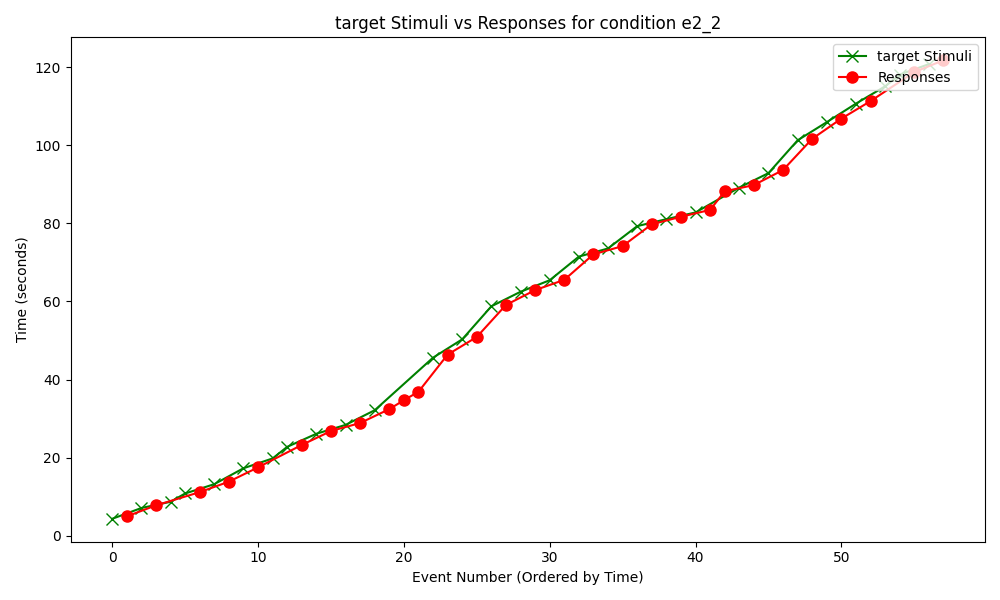 target Stimuli vs Responses for condition e2_2
target Stimuli
Responses
Time (seconds)
120
100
80
60
40
20
0
0 10 20 30 40 50
Event Number (Ordered by Time)